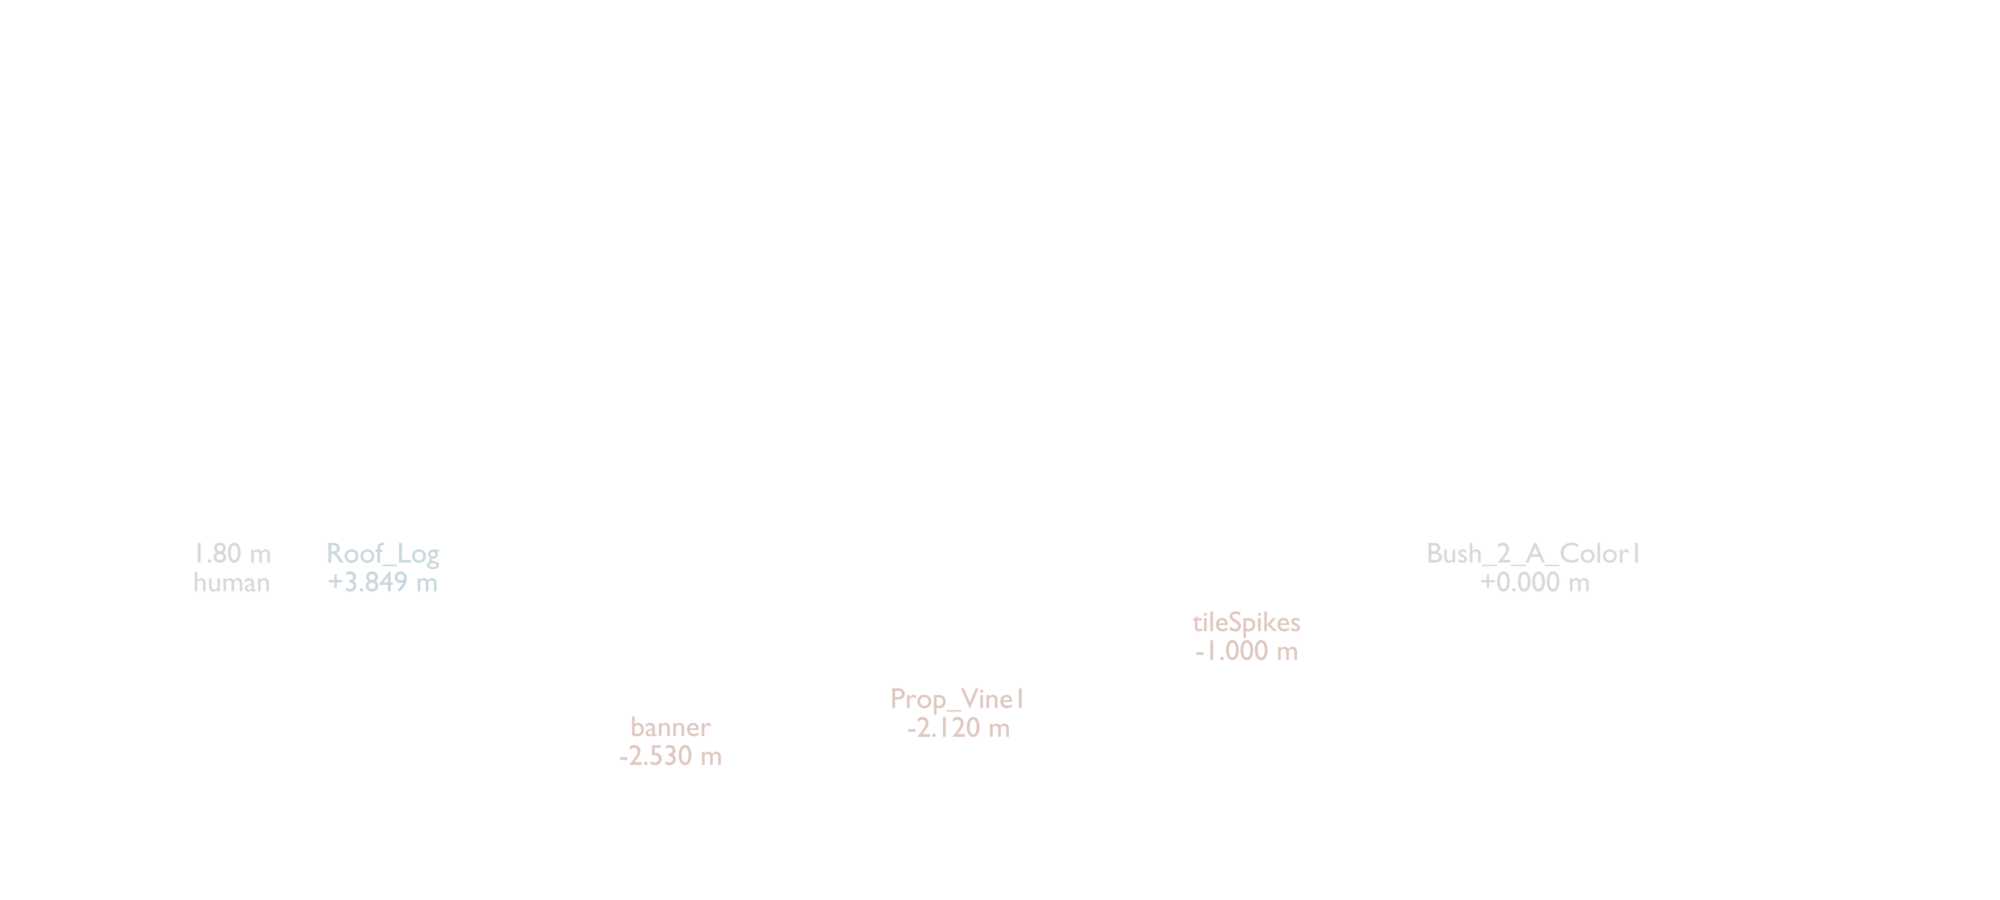 1.80 m
human
Roof_Log
+3.849 m
Bush_2_A_Color1
+0.000 m
tileSpikes
-1.000 m
Prop_Vine1
-2.120 m
banner
-2.530 m